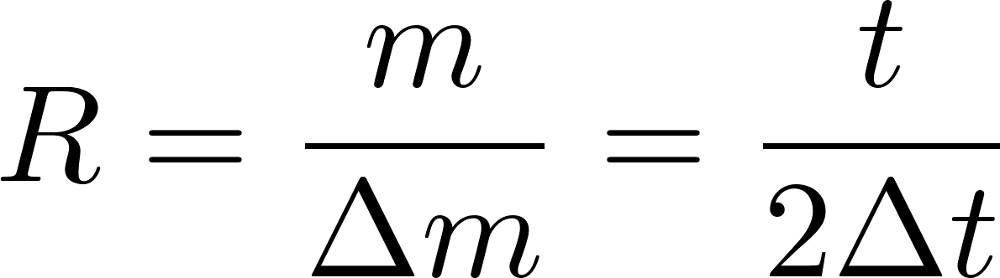 R = m/Δm = t/2Δt